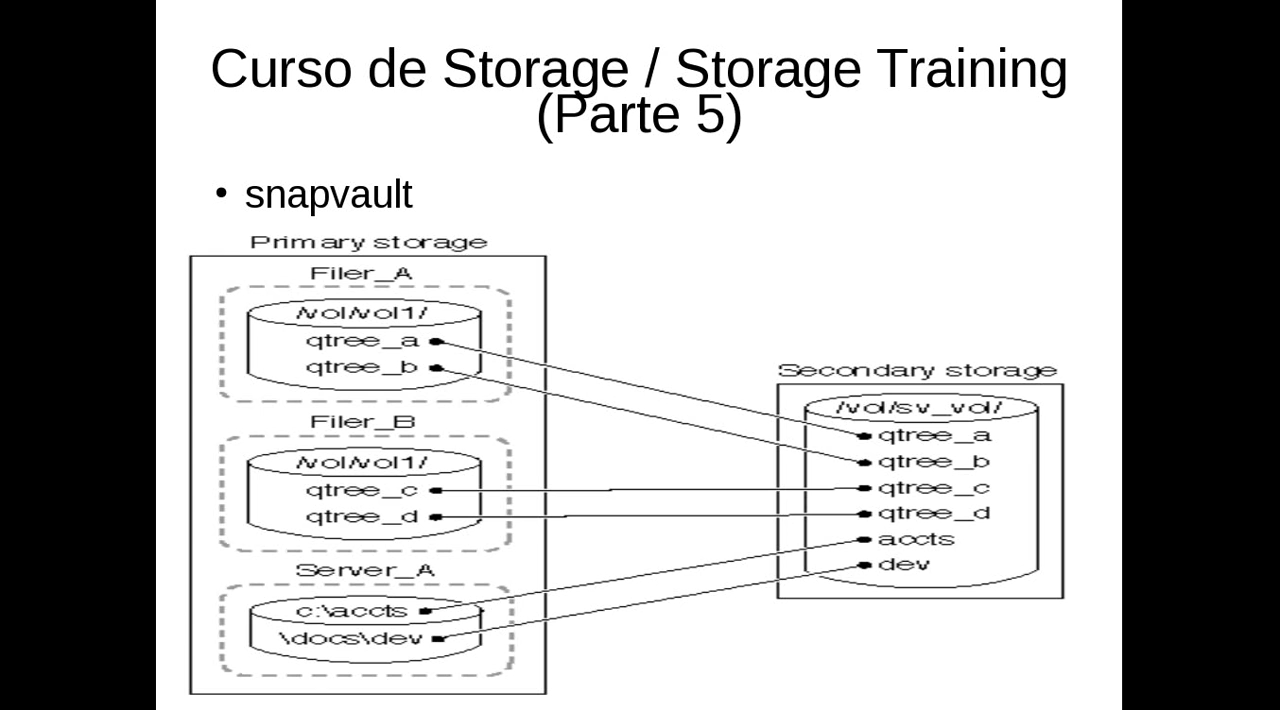 Curso de Storage / Storage Training
(Parte 5)
• snapvault
Primary storage
Filer_A
/vol/vol1/
qtree_a
qtree_b
Filer_B
/vol/vol1/
qtree_c
qtree_d
Server_A
c:\accts
\docs\dev
Secondary storage
/vol/sv_vol/
qtree_a
qtree_b
qtree_c
qtree_d
accts
dev